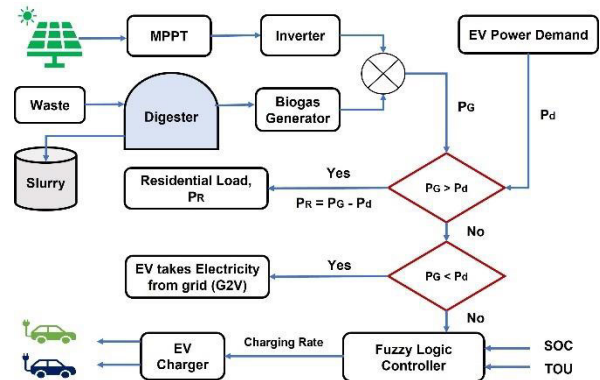 MPPT
Inverter
EV Power Demand
Waste
Digester
Biogas
Generator
PG
Pd
Slurry
Residential Load,
PR
Yes
PR = PG - Pd
PG > Pd
No
EV takes Electricity
from grid (G2V)
Yes
PG < Pd
No
EV
Charger
Charging Rate
Fuzzy Logic
Controller
SOC
TOU